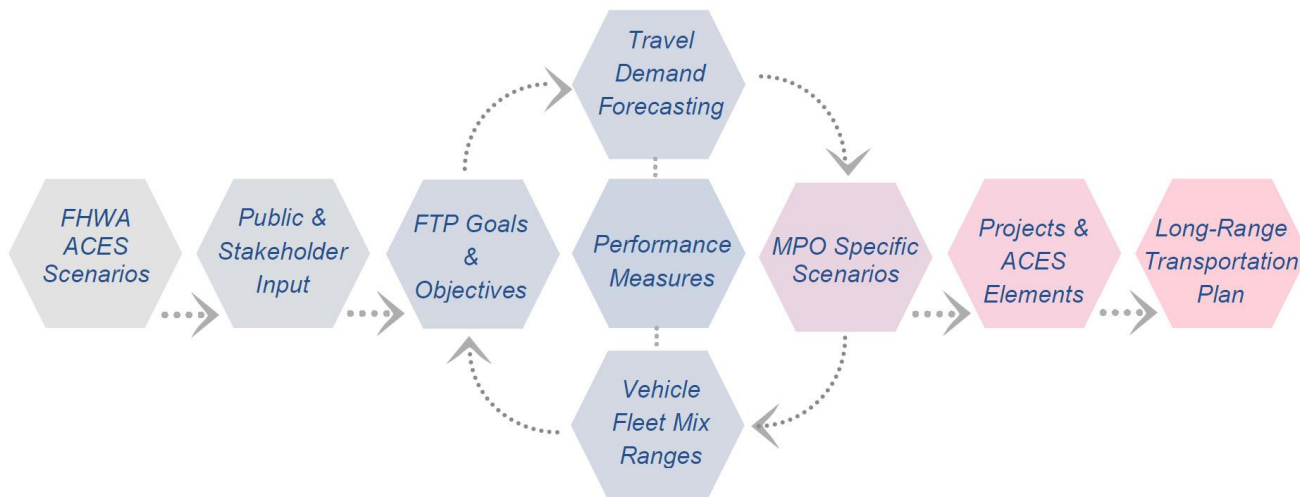 FHWA
ACES
Scenarios
Public &
Stakeholder
Input
FTP Goals
&
Objectives
Travel
Demand
Forecasting
Performance
Measures
Vehicle
Fleet Mix
Ranges
MPO Specific
Scenarios
Projects &
ACES
Elements
Long-Range
Transportation
Plan